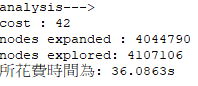 analysis--->
cost : 42
nodes expanded : 4044790
nodes explored: 4107106
所花費時間為: 36.0863s